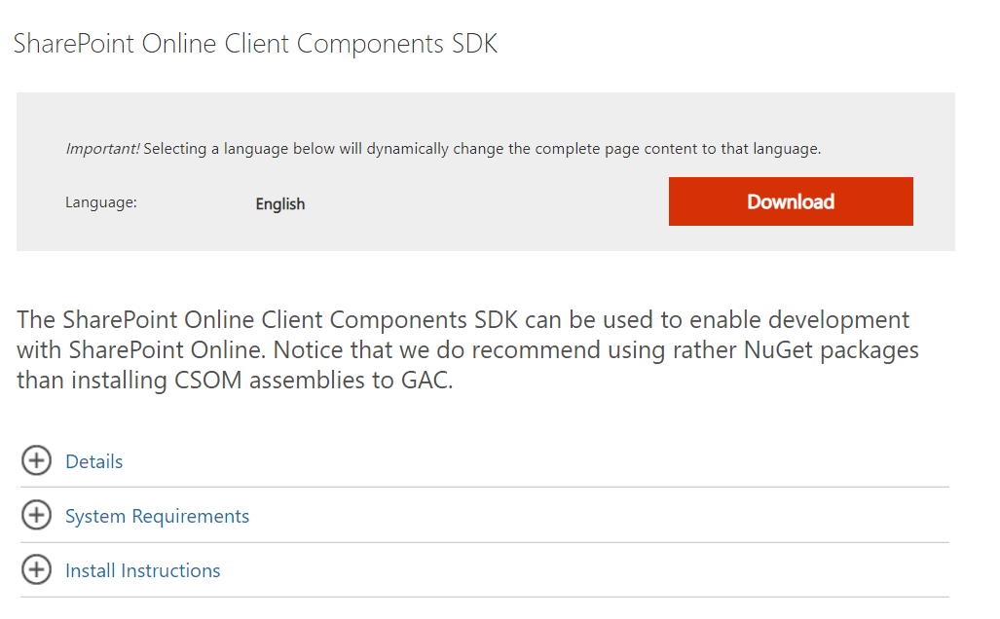 SharePoint Online Client Components SDK
Important! Selecting a language below will dynamically change the complete page content to that language.
Language:
English
Download
The SharePoint Online Client Components SDK can be used to enable development
with SharePoint Online. Notice that we do recommend using rather NuGet packages
than installing CSOM assemblies to GAC.
Details
System Requirements
Install Instructions